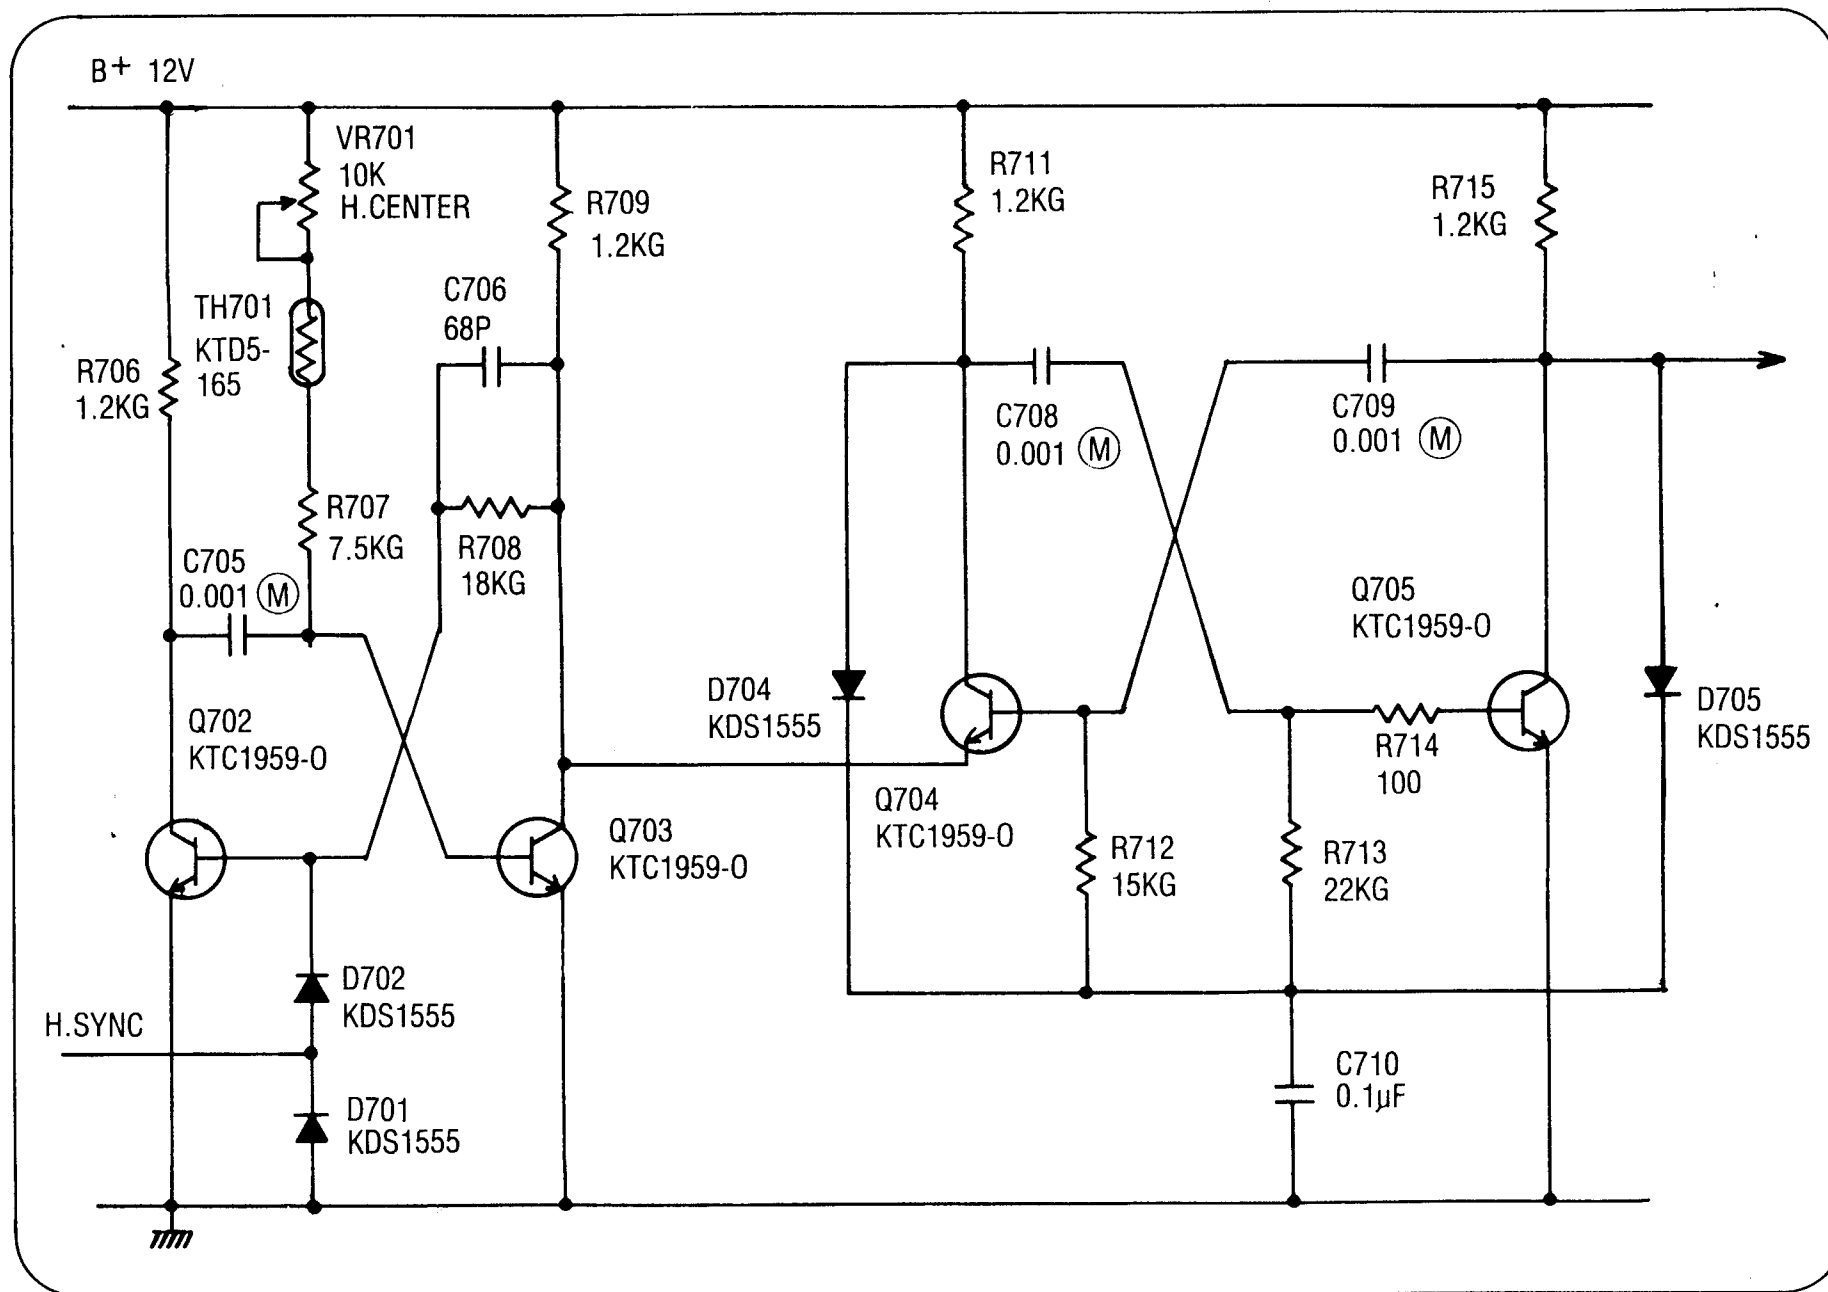 B+ 12V
VR701
10K
H.CENTER
R709
1.2KG
R711
1.2KG
R715
1.2KG
TH701
KTD5-
165
C706
68P
R706
1.2KG
C708
0.001 M
C709
0.001 M
R707
7.5KG
R708
18KG
C705
0.001 M
Q705
KTC1959-O
D704
KDS1555
Q702
KTC1959-O
R714
100
D705
KDS1555
Q704
KTC1959-O
Q703
KTC1959-O
R712
15KG
R713
22KG
D702
KDS1555
H.SYNC
C710
0.1µF
D701
KDS1555